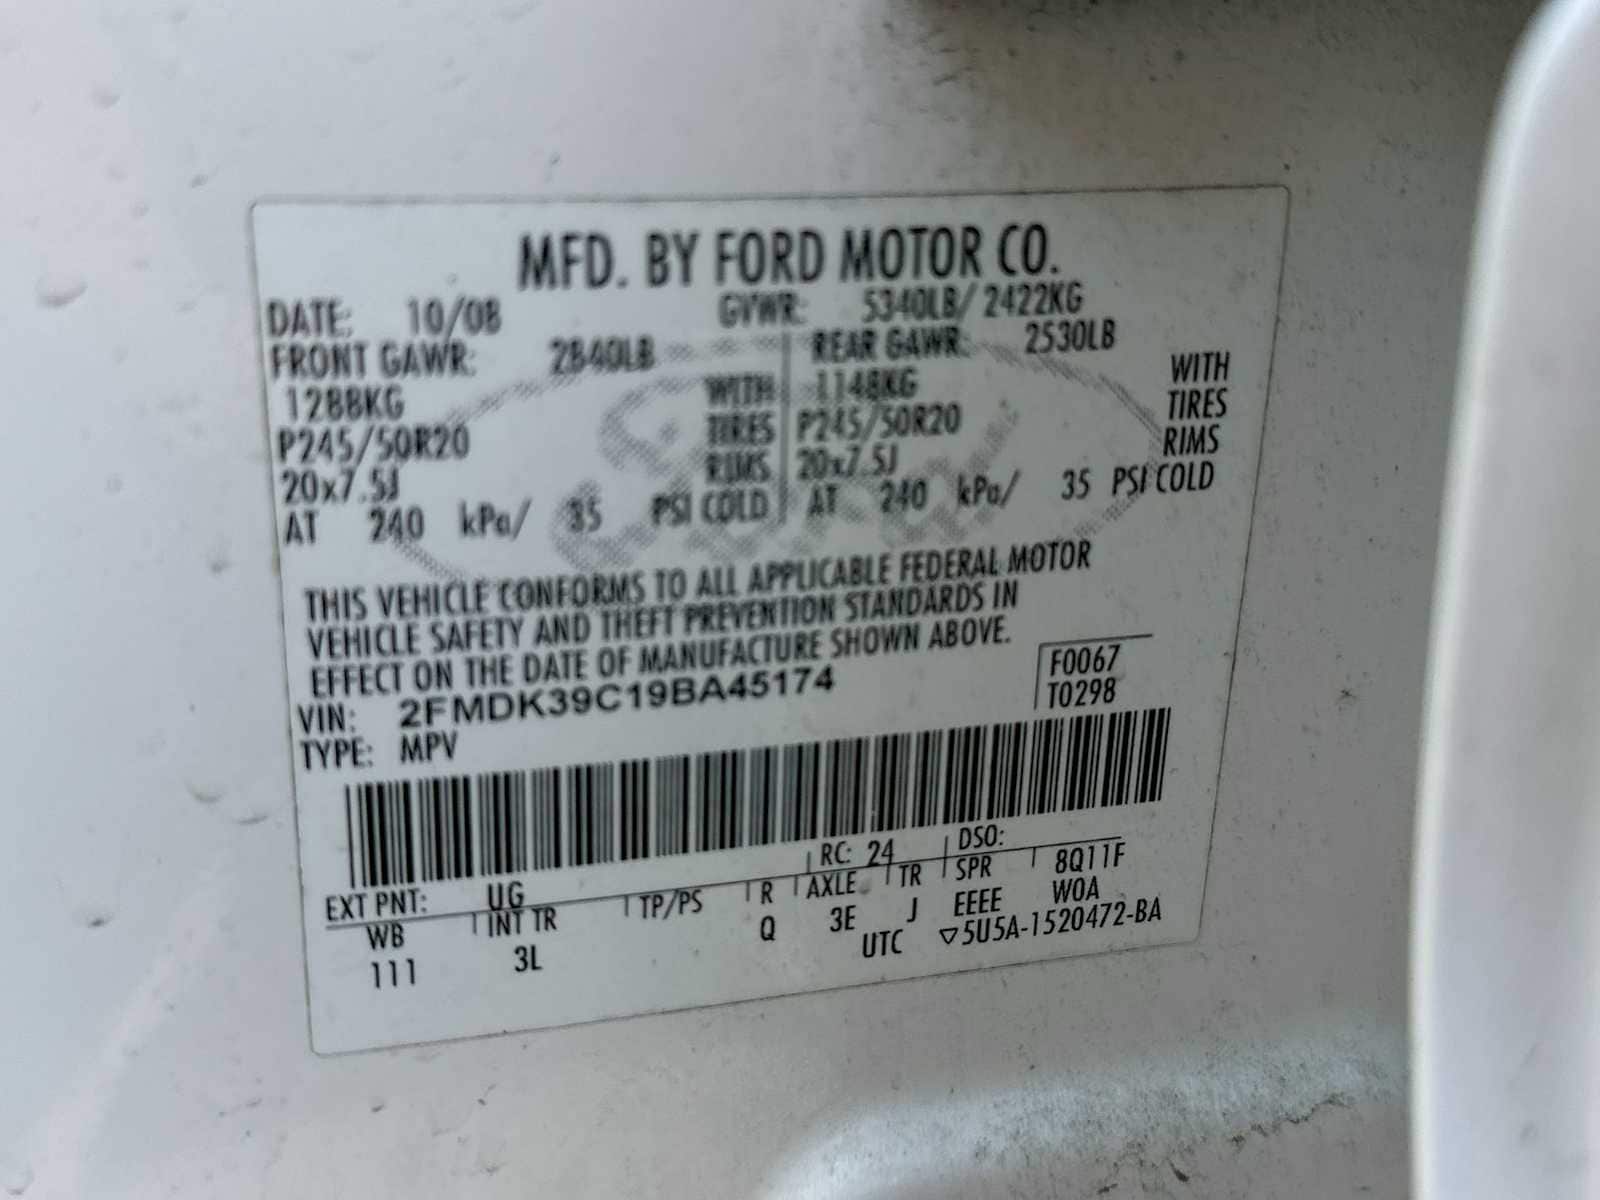 MFD. BY FORD MOTOR CO.
DATE: 10/08 GVWR: 5340LB/ 2422KG
FRONT GAWR: 2840LB REAR GAWR: 2530LB
1288KG WITH 1148KG WITH
P245/50R20 TIRES P245/50R20 TIRES
20x7.5J RIMS 20x7.5J RIMS
AT 240 kPa/ 35 PSI COLD AT 240 kPa/ 35 PSI COLD
THIS VEHICLE CONFORMS TO ALL APPLICABLE FEDERAL MOTOR
VEHICLE SAFETY AND THEFT PREVENTION STANDARDS IN
EFFECT ON THE DATE OF MANUFACTURE SHOWN ABOVE.
VIN: 2FMDK39C19BA45174 F0067
TYPE: MPV T0298
EXT PNT: UG RC: 24 DSO:
WB INT TR TP/PS R AXLE TR SPR 8Q11F
111 3L Q 3E J EEEE W0A
UTC ▽5U5A-1520472-BA